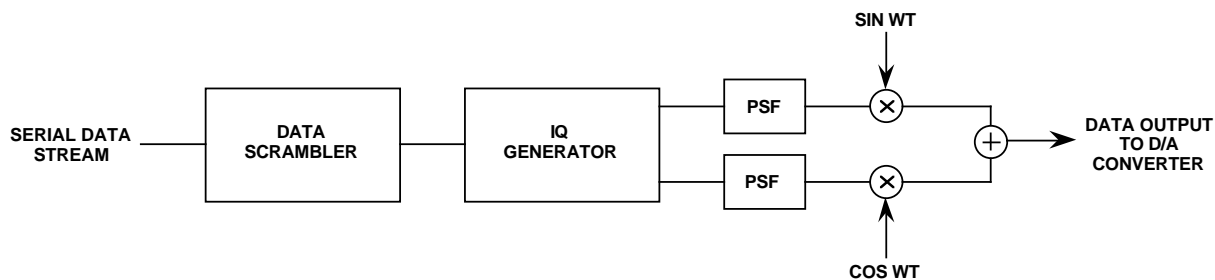 SIN WT
PSF
SERIAL DATA
STREAM
DATA
SCRAMBLER
IQ
GENERATOR
DATA OUTPUT
TO D/A
CONVERTER
PSF
COS WT